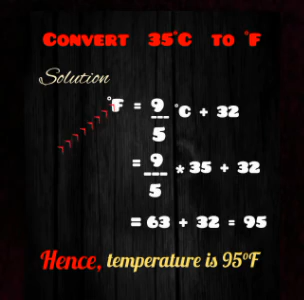 Convert 35°C to °F
Solution
°F = 9/5 °C + 32
= 9/5 * 35 + 32
= 63 + 32 = 95
Hence, temperature is 95°F